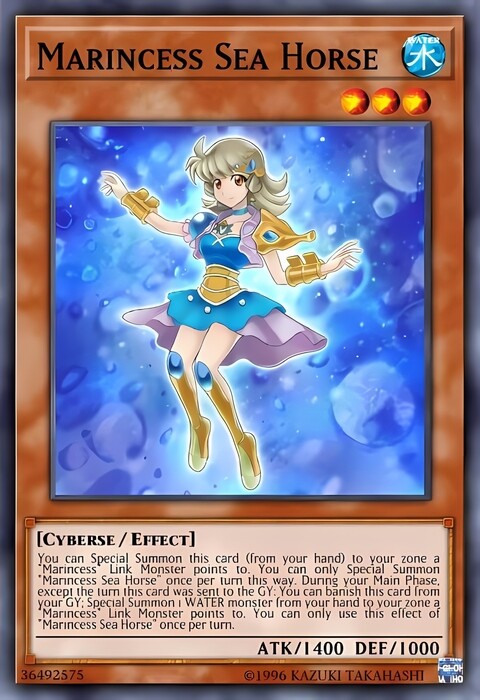 MARINCESS SEA HORSE
WATER
水
[CYBERSE / EFFECT]
You can Special Summon this card (from your hand) to your zone a
"Marincess" Link Monster points to. You can only Special Summon
"Marincess Sea Horse" once per turn this way. During your Main Phase,
except the turn this card was sent to the GY: You can banish this card from
your GY; Special Summon 1 WATER monster from your hand to your zone a
"Marincess" Link Monster points to. You can only use this effect of
"Marincess Sea Horse" once per turn.
ATK/1400 DEF/1000
36492575
©1996 KAZUKI TAKAHASHI